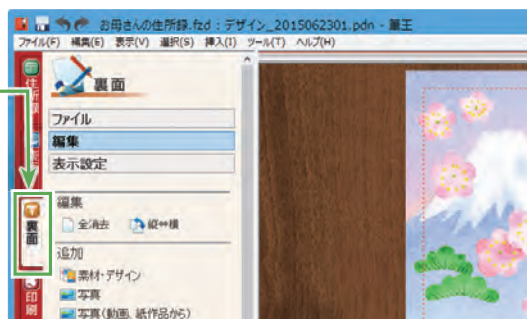 お母さんの住所録.fzd : デザイン_2015062301.pdn - 筆王
ファイル(F) 編集(E) 表示(V) 選択(S) 挿入(I) ツール(T) ヘルプ(H)
住所録
裏面
ファイル
編集
表示設定
裏面
編集
全消去 縦⇔横
追加
素材・デザイン
写真
写真(動画、紙作品から)
印刷